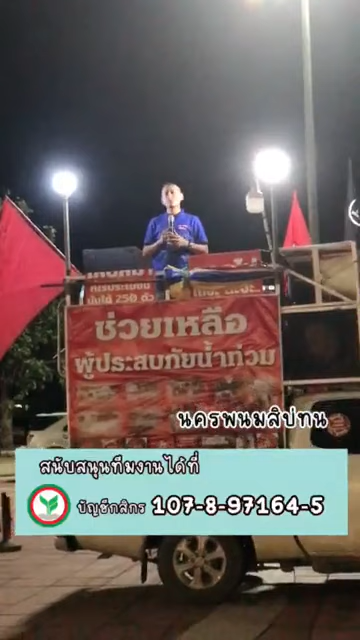 ช่วยเหลือ
ผู้ประสบภัยน้ำท่วม
นครพนมสิปทน
สนับสนุนทีมงานได้ที่
บัญชีกสิกร 107-8-97164-5